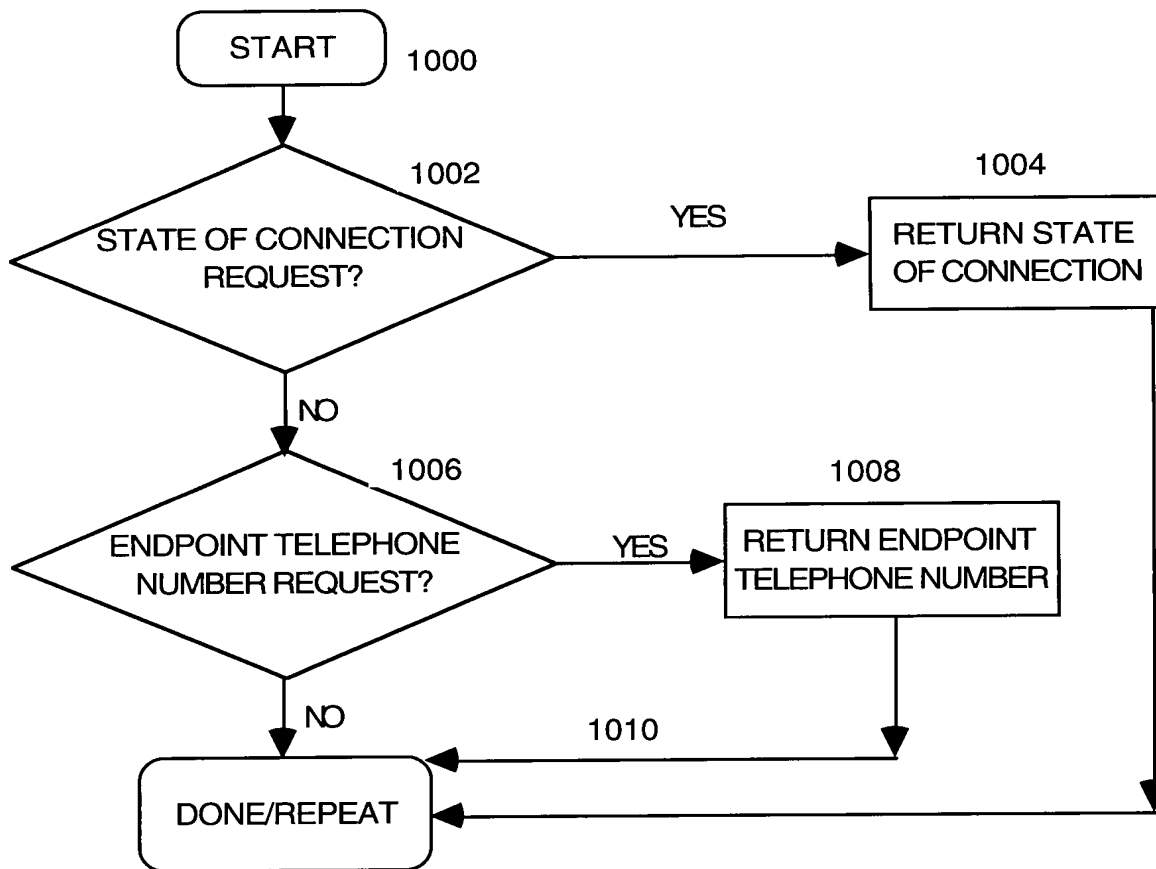 START
1000
1002
STATE OF CONNECTION
REQUEST?
YES
1004
RETURN STATE
OF CONNECTION
NO
1006
ENDPOINT TELEPHONE
NUMBER REQUEST?
YES
1008
RETURN ENDPOINT
TELEPHONE NUMBER
NO
1010
DONE/REPEAT